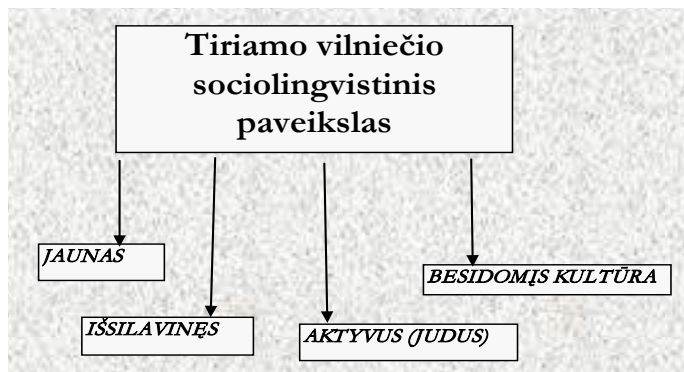 Tiriamo vilniečio
sociolingvistinis
paveikslas
JAUNAS
BESIDOMĮS KULTŪRA
IŠSILAVINĘS
AKTYVUS (JUDUS)